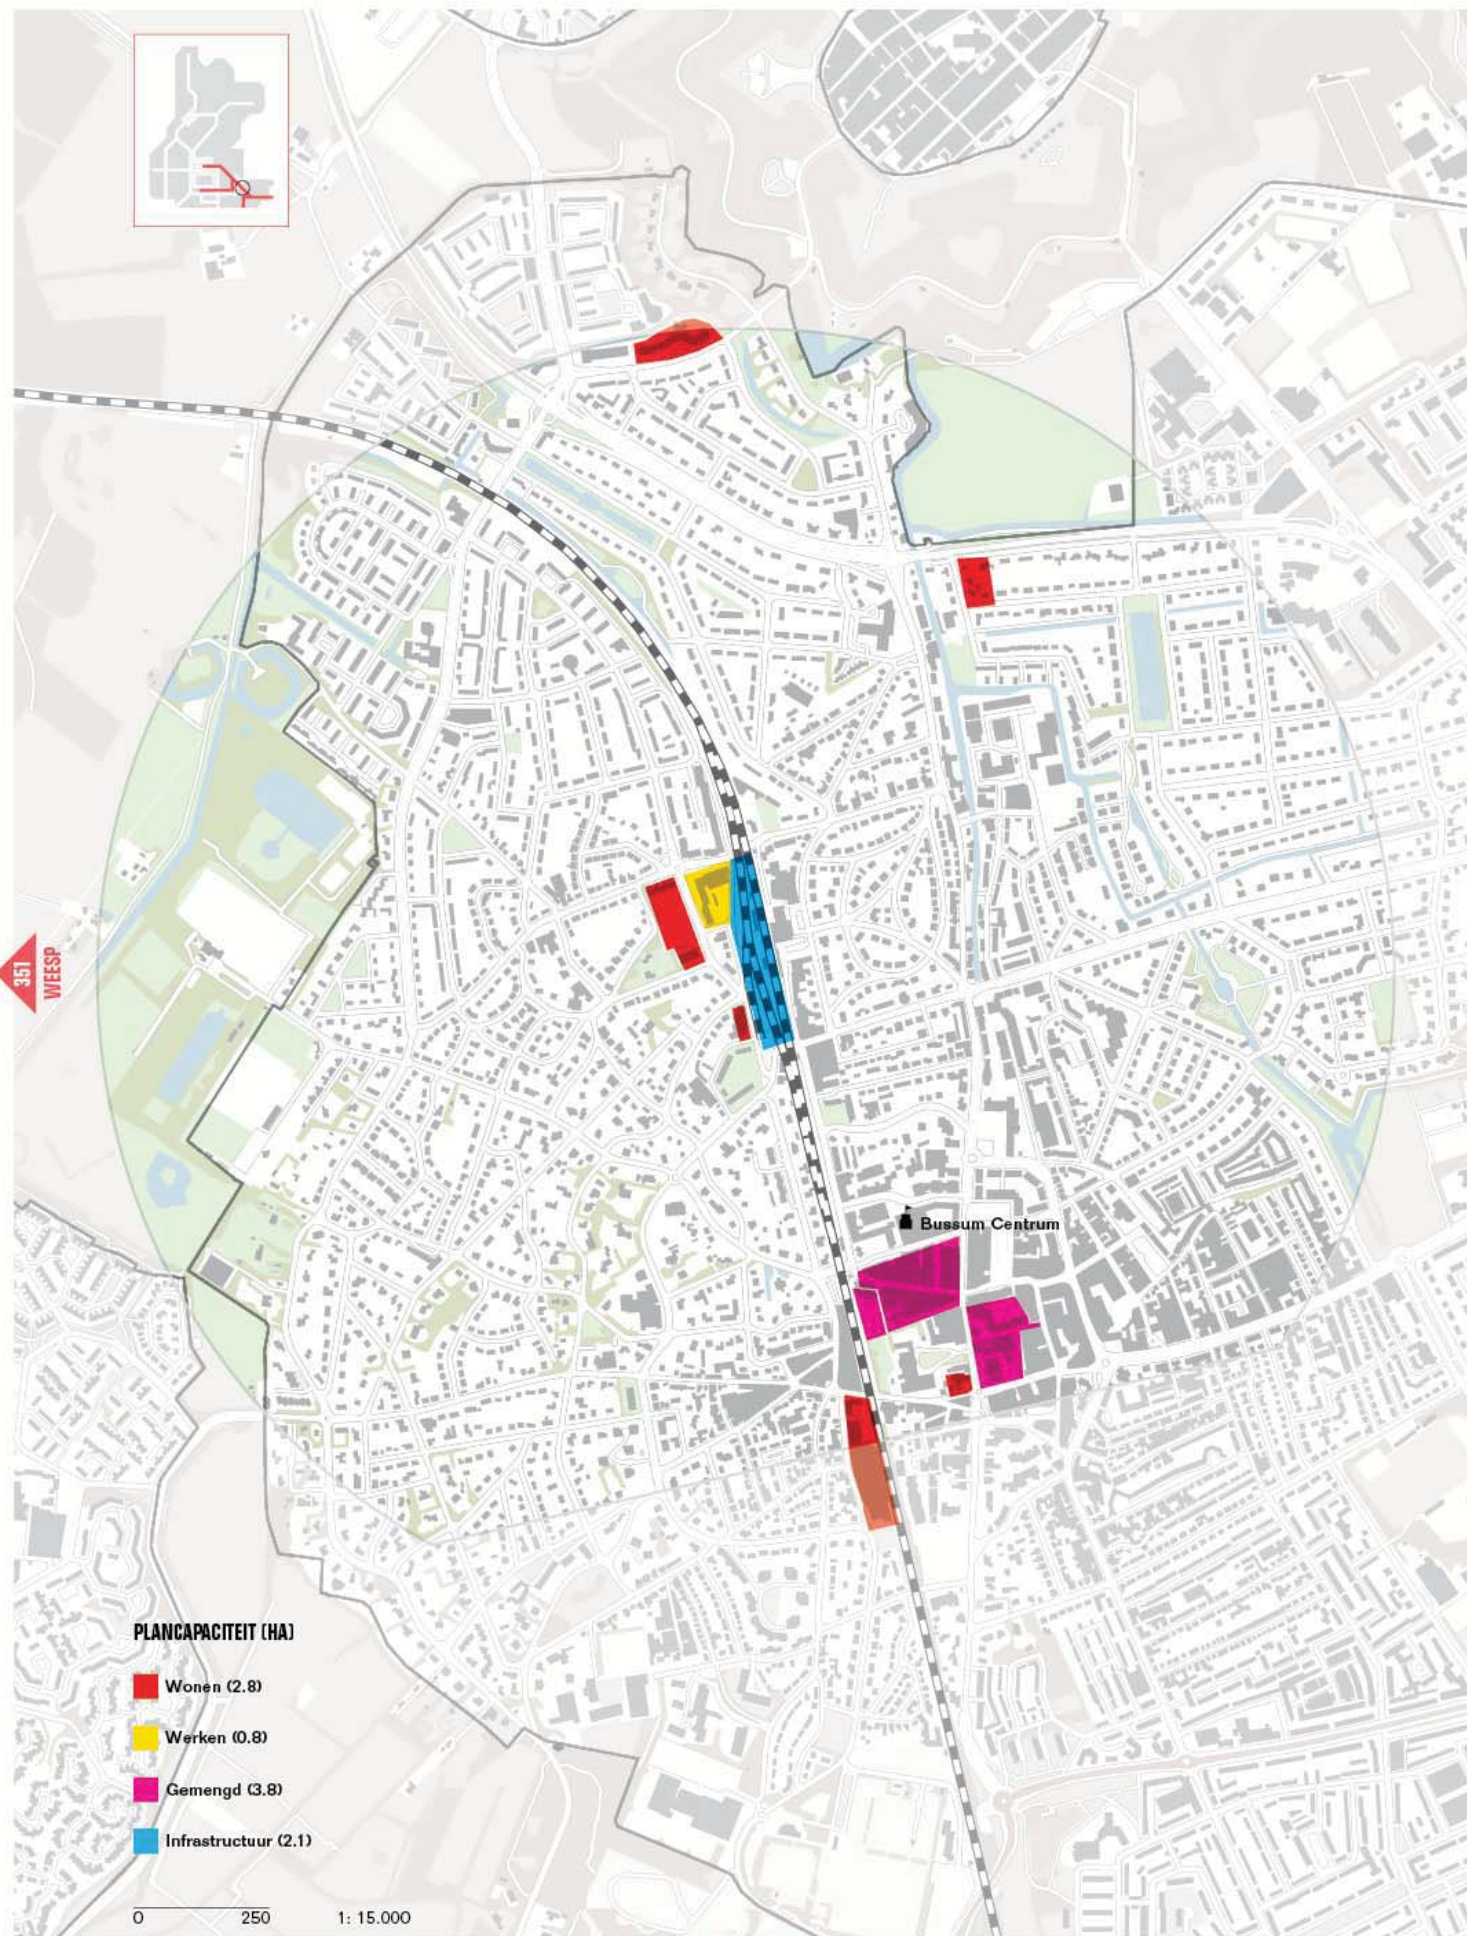 351
WEESP
Bussum Centrum
PLANCAPACITEIT (HA)
Wonen (2.8)
Werken (0.8)
Gemengd (3.8)
Infrastructuur (2.1)
0 250 1: 15.000